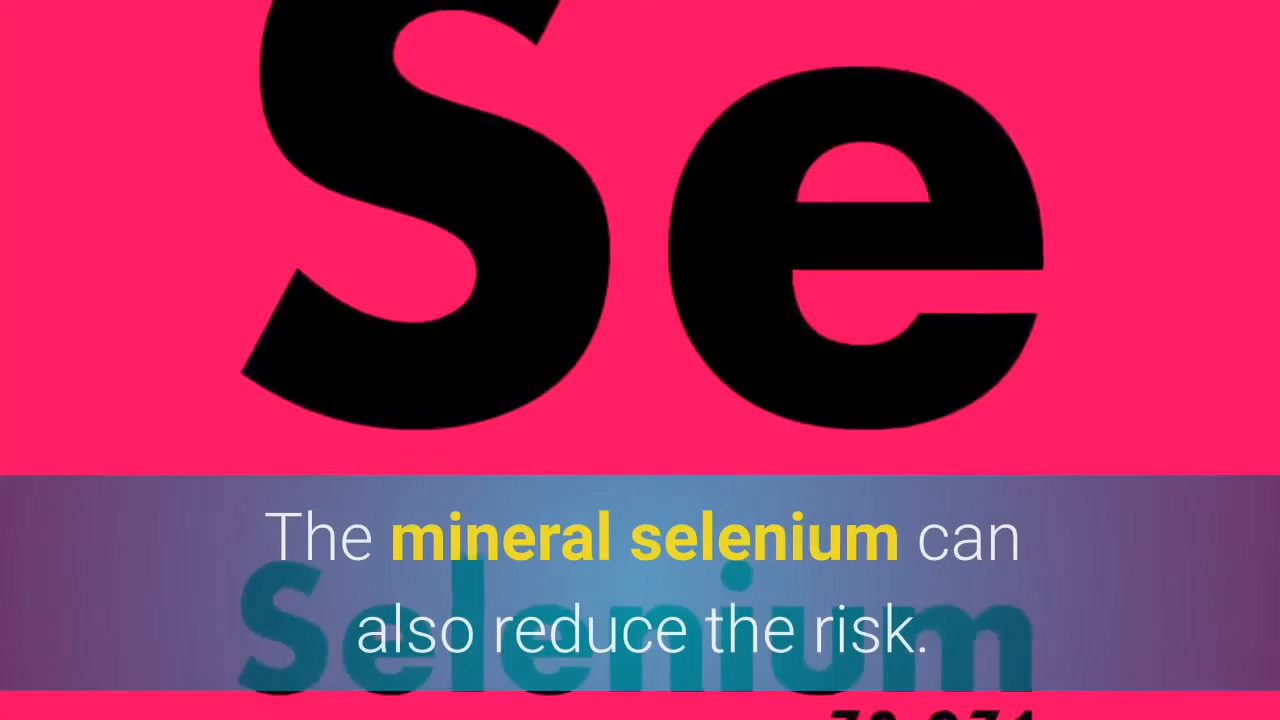 Se
The mineral selenium can
also reduce the risk.
Selenium